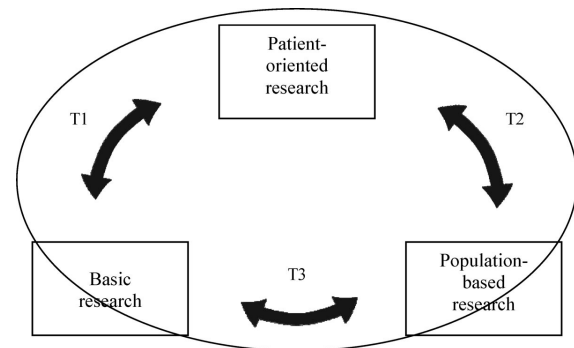 Patient-
oriented
research
T1
T2
Basic
research
T3
Population-
based
research